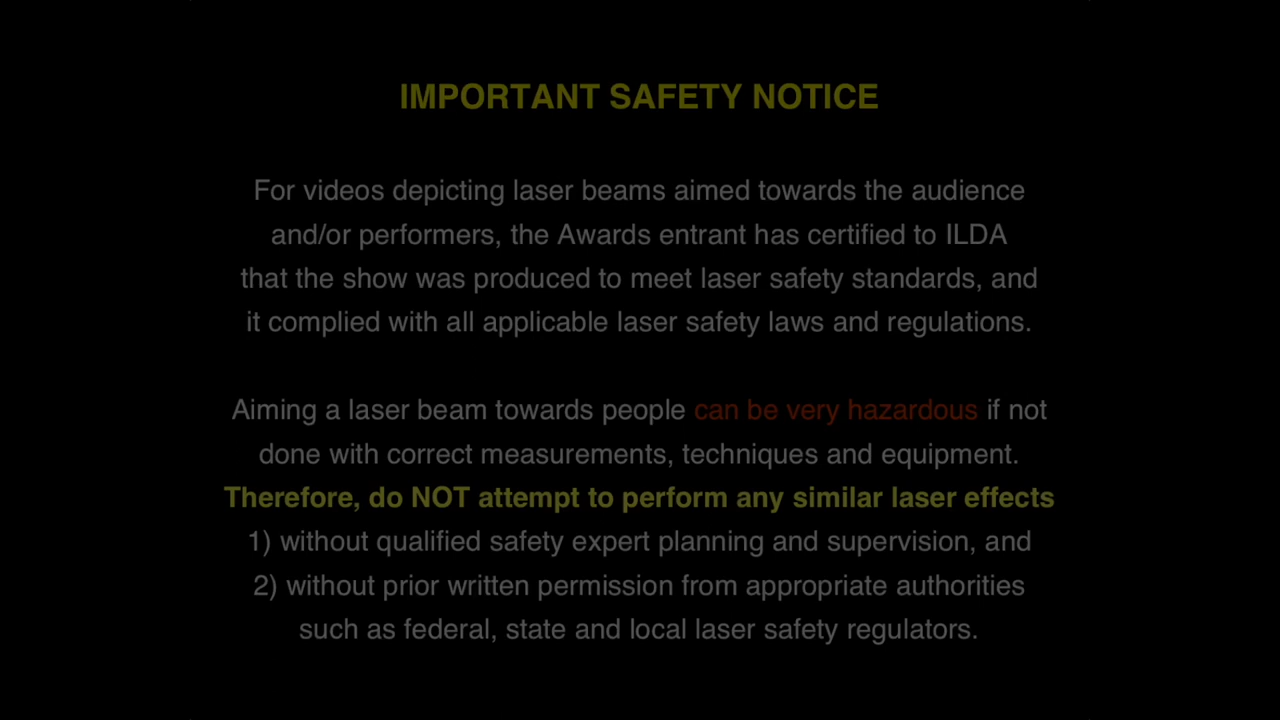 IMPORTANT SAFETY NOTICE
For videos depicting laser beams aimed towards the audience
and/or performers, the Awards entrant has certified to ILDA
that the show was produced to meet laser safety standards, and
it complied with all applicable laser safety laws and regulations.
Aiming a laser beam towards people can be very hazardous if not
done with correct measurements, techniques and equipment.
Therefore, do NOT attempt to perform any similar laser effects
1) without qualified safety expert planning and supervision, and
2) without prior written permission from appropriate authorities
such as federal, state and local laser safety regulators.